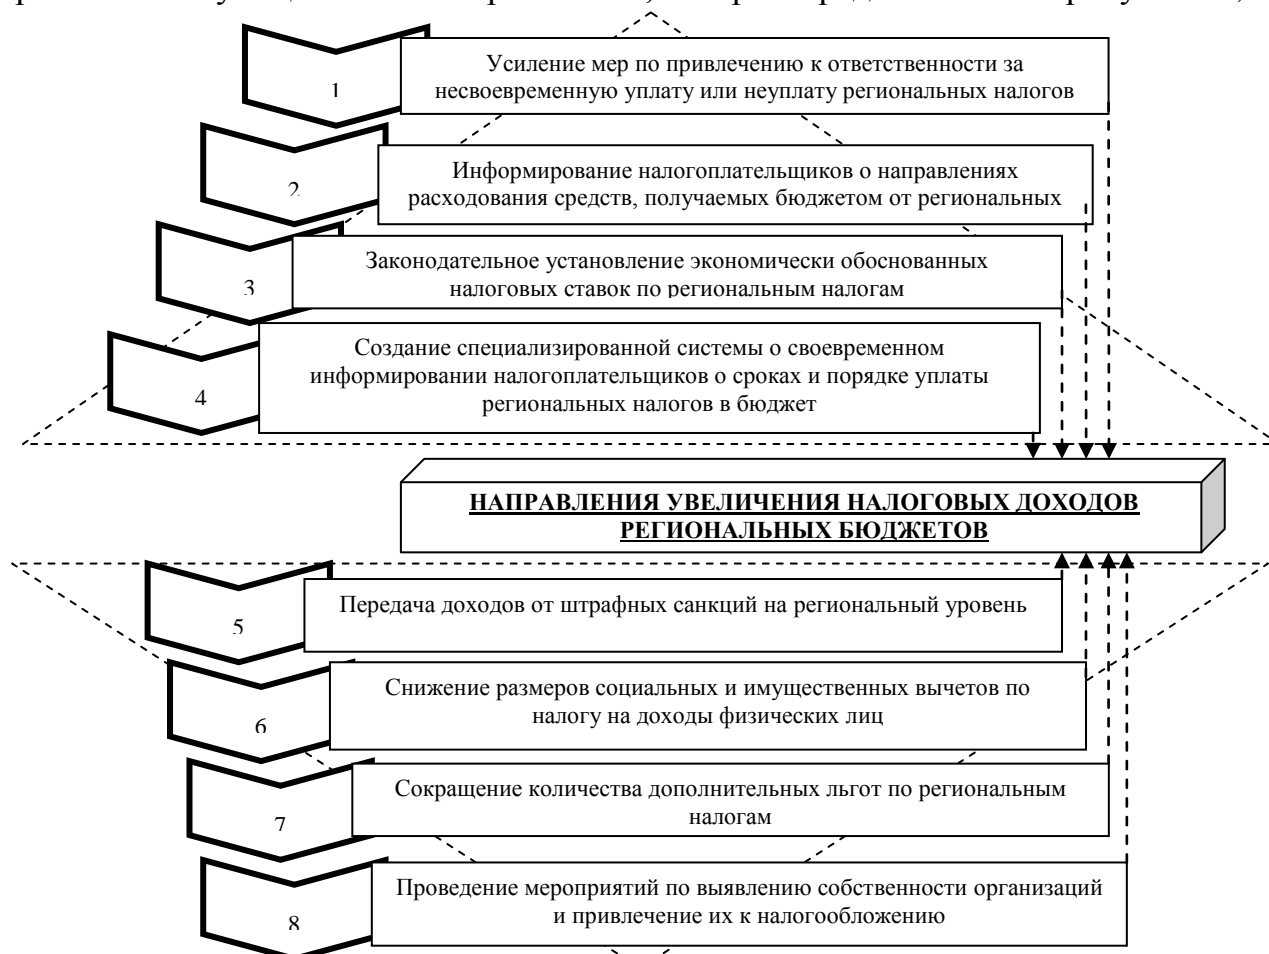 1
Усиление мер по привлечению к ответственности за
несвоевременную уплату или неуплату региональных налогов
2
Информирование налогоплательщиков о направлениях
расходования средств, получаемых бюджетом от региональных
3
Законодательное установление экономически обоснованных
налоговых ставок по региональным налогам
4
Создание специализированной системы о своевременном
информировании налогоплательщиков о сроках и порядке уплаты
региональных налогов в бюджет
НАПРАВЛЕНИЯ УВЕЛИЧЕНИЯ НАЛОГОВЫХ ДОХОДОВ
РЕГИОНАЛЬНЫХ БЮДЖЕТОВ
5
Передача доходов от штрафных санкций на региональный уровень
6
Снижение размеров социальных и имущественных вычетов по
налогу на доходы физических лиц
7
Сокращение количества дополнительных льгот по региональным
налогам
8
Проведение мероприятий по выявлению собственности организаций
и привлечение их к налогообложению